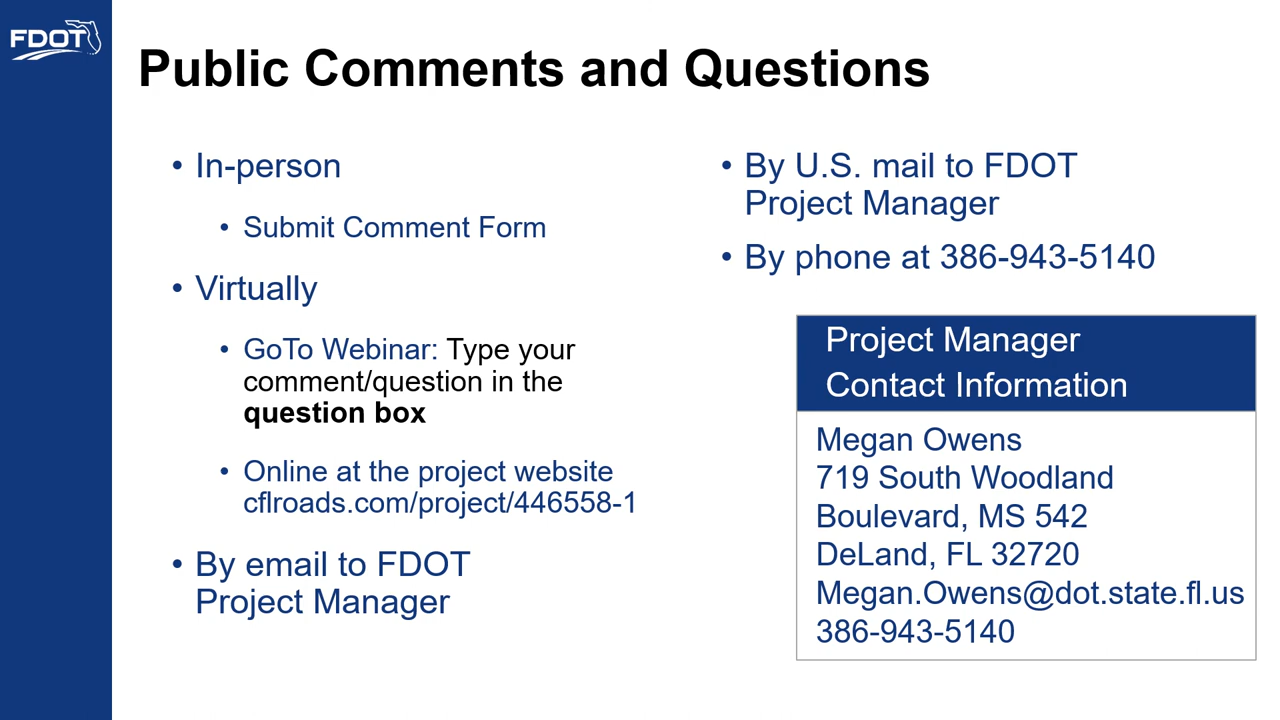 FDOT
Public Comments and Questions
• In-person
• Submit Comment Form
• Virtually
• GoTo Webinar: Type your
comment/question in the
question box
• Online at the project website
cflroads.com/project/446558-1
• By email to FDOT
Project Manager
• By U.S. mail to FDOT
Project Manager
• By phone at 386-943-5140
Project Manager
Contact Information
Megan Owens
719 South Woodland
Boulevard, MS 542
DeLand, FL 32720
Megan.Owens@dot.state.fl.us
386-943-5140